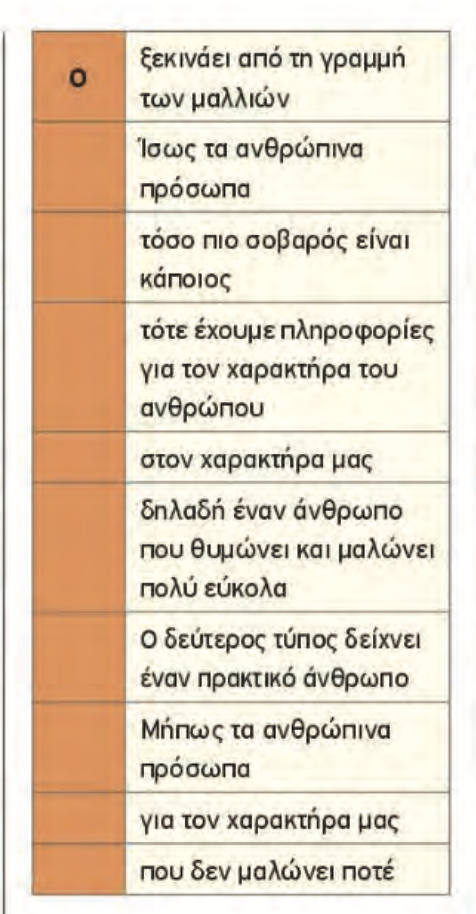 0
ξεκινάει από τη γραμμή
των μαλλιών
Ίσως τα ανθρώπινα
πρόσωπα
τόσο πιο σοβαρός είναι
κάποιος
τότε έχουμε πληροφορίες
για τον χαρακτήρα του
ανθρώπου
στον χαρακτήρα μας
δηλαδή έναν άνθρωπο
που θυμώνει και μαλώνει
πολύ εύκολα
Ο δεύτερος τύπος δείχνει
έναν πρακτικό άνθρωπο
Μήπως τα ανθρώπινα
πρόσωπα
για τον χαρακτήρα μας
που δεν μαλώνει ποτέ